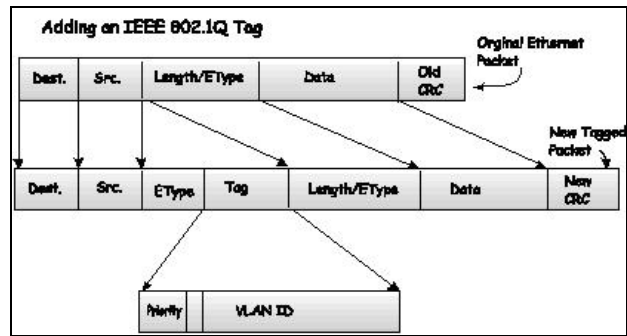 Adding an IEEE 802.1Q Tag
Orginal Ethernet
Packet
Dest. Src. Length/EType Data Old
CRC
New Tagged
Packet
Dest. Src. EType Tag Length/EType Data New
CRC
Priority VLAN ID